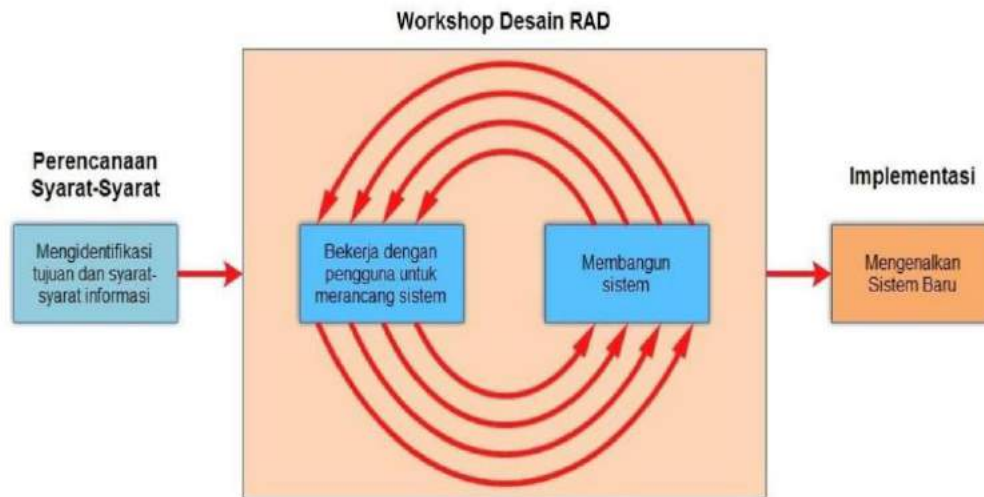 Workshop Desain RAD
Perencanaan
Syarat-Syarat
Mengidentifikasi
tujuan dan syarat-
syarat informasi
Bekerja dengan
pengguna untuk
merancang sistem
Membangun
sistem
Implementasi
Mengenalkan
Sistem Baru